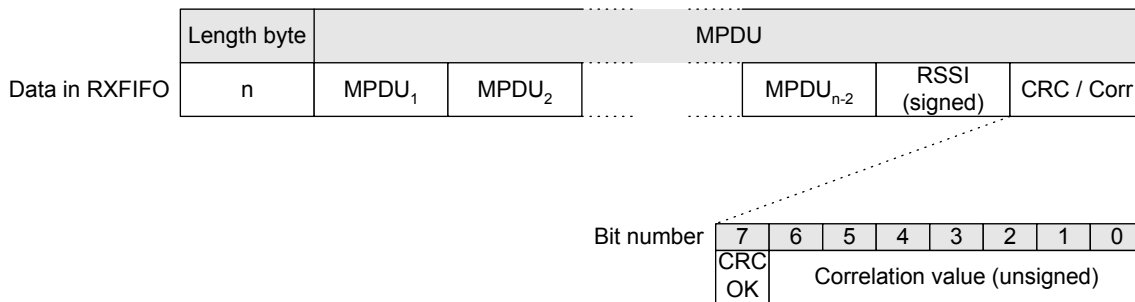 Length byte MPDU
Data in RXFIFO n MPDU₁ MPDU₂ MPDUₙ₋₂ RSSI (signed) CRC / Corr
Bit number 7 6 5 4 3 2 1 0
CRC OK Correlation value (unsigned)